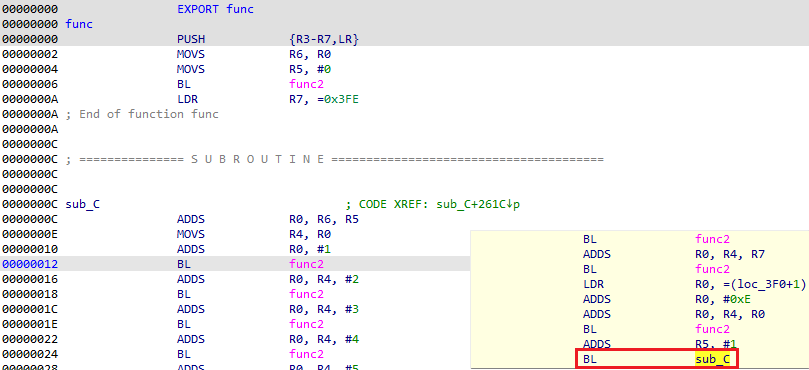 00000000 EXPORT func
00000000 func
00000000 PUSH {R3-R7,LR}
00000002 MOVS R6, R0
00000004 MOVS R5, #0
00000006 BL func2
0000000A LDR R7, =0x3FE
0000000A ; End of function func
0000000A
0000000C
0000000C ; =============== S U B R O U T I N E =======================================
0000000C
0000000C
0000000C sub_C ; CODE XREF: sub_C+261C↓p
0000000C ADDS R0, R6, R5
0000000E MOVS R4, R0
00000010 ADDS R0, #1
00000012 BL func2
00000016 ADDS R0, R4, #2
00000018 BL func2
0000001C ADDS R0, R4, #3
0000001E BL func2
00000022 ADDS R0, R4, #4
00000024 BL func2
00000028 ADDS R0, R4, #5
BL func2
ADDS R0, R4, R7
BL func2
LDR R0, =(loc_3F0+1)
ADDS R0, #0xE
ADDS R0, R4, R0
BL func2
ADDS R5, #1
BL sub_C